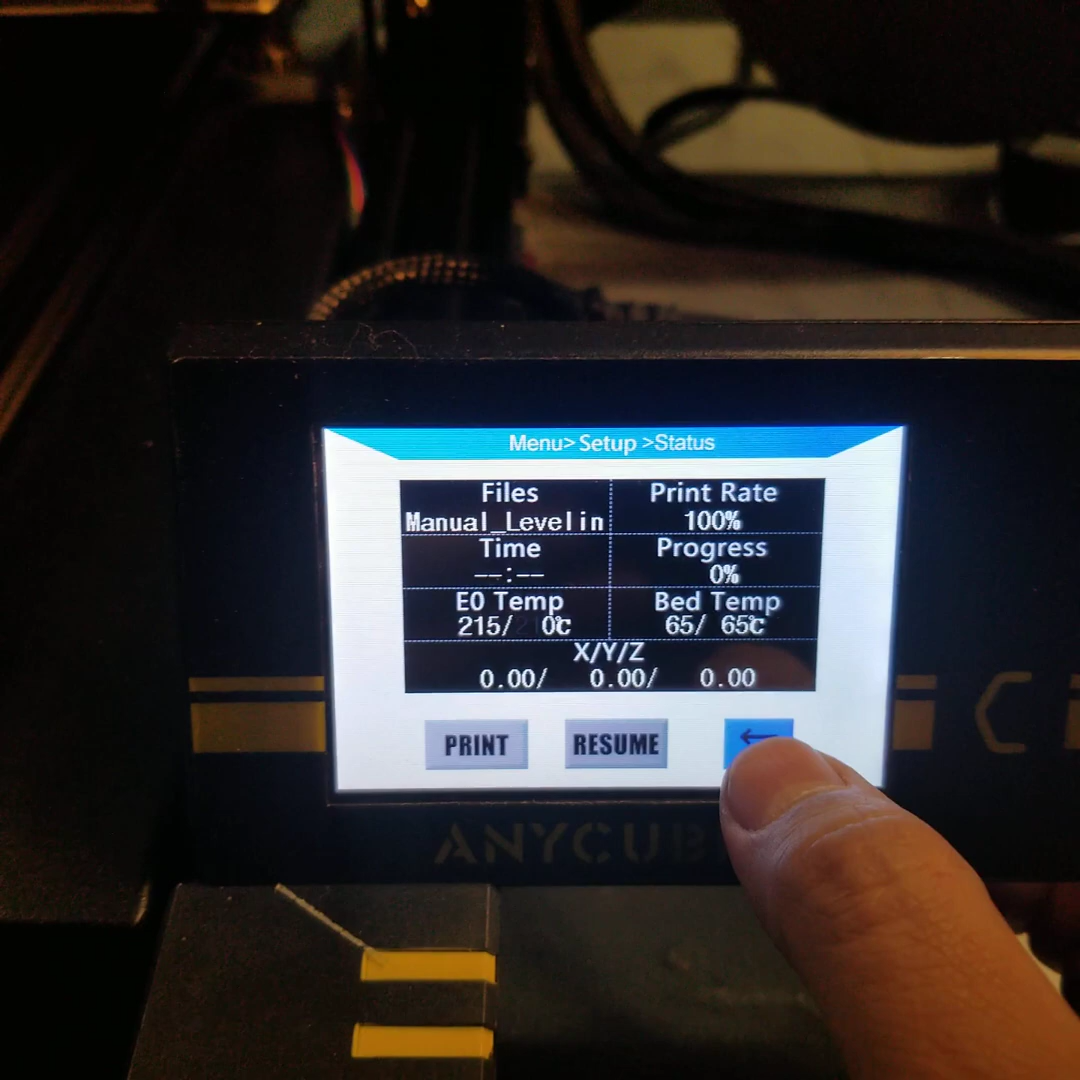 Menu> Setup >Status
Files
Print Rate
Manual_Levelin
100%
Time
Progress
--:--
0%
E0 Temp
Bed Temp
215/ 0℃
65/ 65℃
X/Y/Z
0.00/ 0.00/ 0.00
PRINT
RESUME
←
ANYCUB